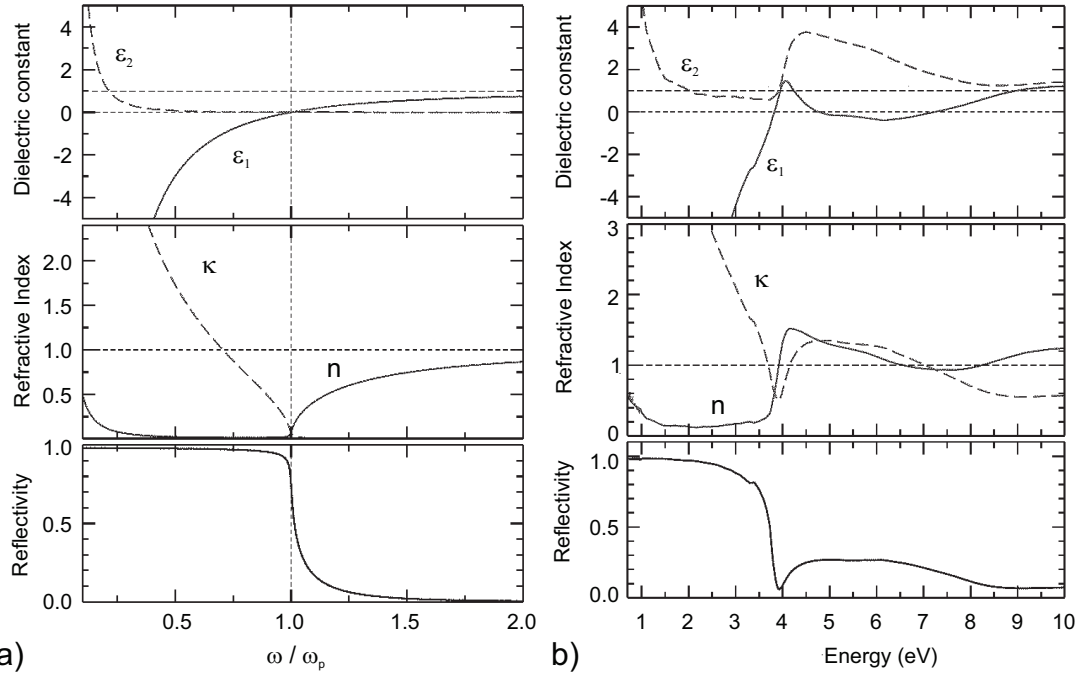 Dielectric constant
4
2
0
-2
-4
ε2
ε1
Refractive Index
2.0
1.5
1.0
0.5
κ
n
Reflectivity
1.0
0.5
0.0
0.5
1.0
1.5
2.0
ω / ωp
a)
Dielectric constant
4
2
0
-2
-4
ε2
ε1
Refractive Index
3
2
1
0
κ
n
Reflectivity
1.0
0.5
0.0
1
2
3
4
5
6
7
8
9
10
Energy (eV)
b)